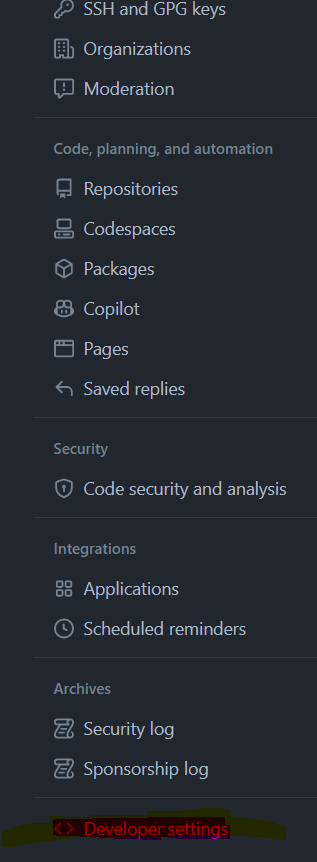 SSH and GPG keys
Organizations
Moderation
Code, planning, and automation
Repositories
Codespaces
Packages
Copilot
Pages
Saved replies
Security
Code security and analysis
Integrations
Applications
Scheduled reminders
Archives
Security log
Sponsorship log
Developer settings